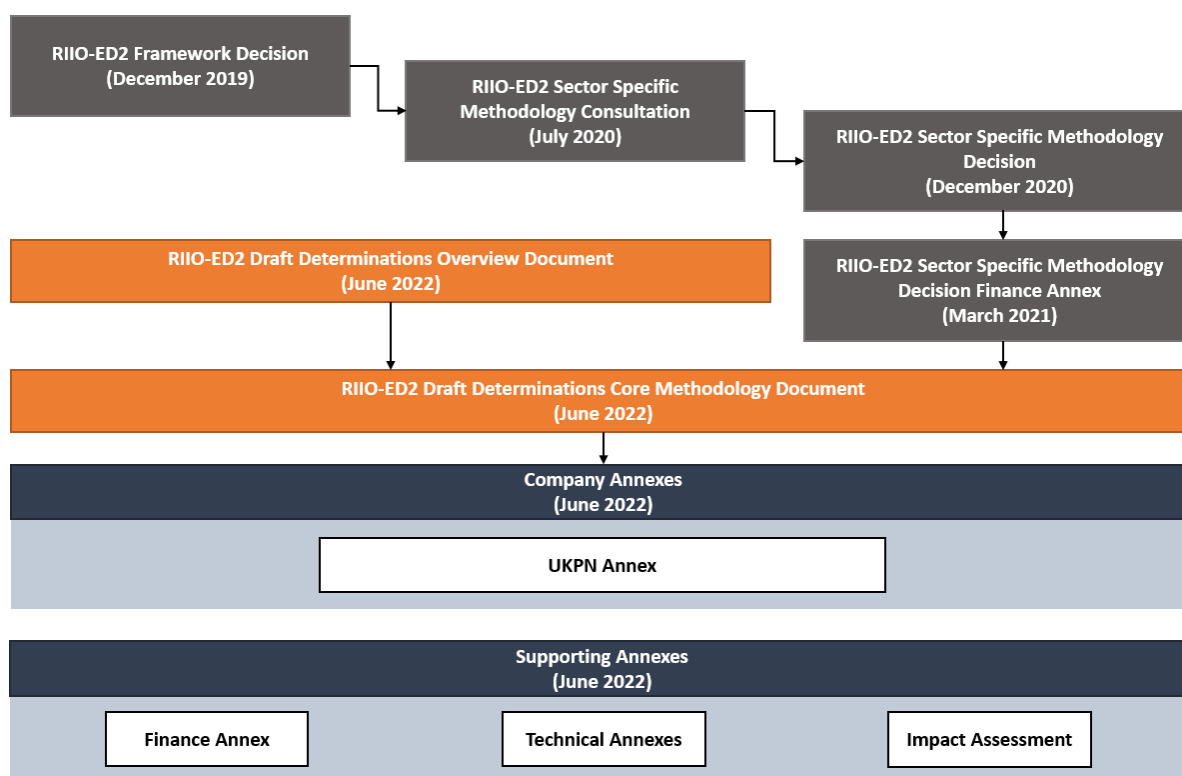 RIIO-ED2 Framework Decision
(December 2019)
RIIO-ED2 Sector Specific
Methodology Consultation
(July 2020)
RIIO-ED2 Sector Specific Methodology
Decision
(December 2020)
RIIO-ED2 Draft Determinations Overview Document
(June 2022)
RIIO-ED2 Sector Specific Methodology
Decision Finance Annex
(March 2021)
RIIO-ED2 Draft Determinations Core Methodology Document
(June 2022)
Company Annexes
(June 2022)
UKPN Annex
Supporting Annexes
(June 2022)
Finance Annex
Technical Annexes
Impact Assessment